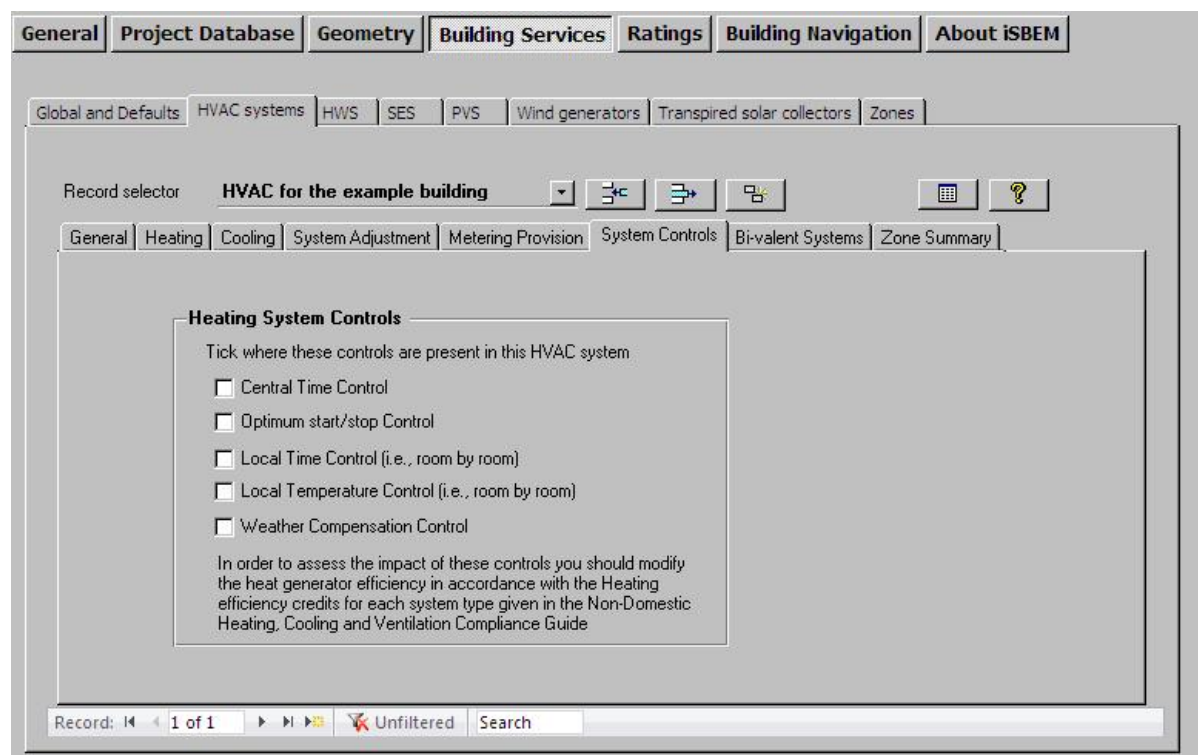 General Project Database Geometry Building Services Ratings Building Navigation About iSBEM
Global and Defaults HVAC systems HWS SES PVS Wind generators Transpired solar collectors Zones
Record selector HVAC for the example building
General Heating Cooling System Adjustment Metering Provision System Controls Bi-valent Systems Zone Summary
Heating System Controls
Tick where these controls are present in this HVAC system
Central Time Control
Optimum start/stop Control
Local Time Control (i.e., room by room)
Local Temperature Control (i.e., room by room)
Weather Compensation Control
In order to assess the impact of these controls you should modify
the heat generator efficiency in accordance with the Heating
efficiency credits for each system type given in the Non-Domestic
Heating, Cooling and Ventilation Compliance Guide
Record: 1 of 1 Unfiltered Search